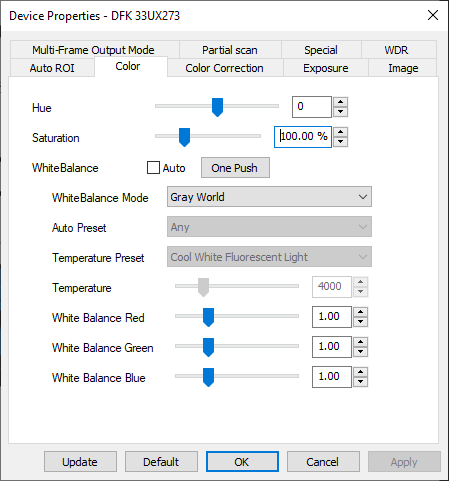 Device Properties - DFK 33UX273
Multi-Frame Output Mode Partial scan Special WDR
Auto ROI Color Color Correction Exposure Image
Hue 0
Saturation 100.00 %
WhiteBalance Auto One Push
WhiteBalance Mode Gray World
Auto Preset Any
Temperature Preset Cool White Fluorescent Light
Temperature 4000
White Balance Red 1.00
White Balance Green 1.00
White Balance Blue 1.00
Update Default OK Cancel Apply